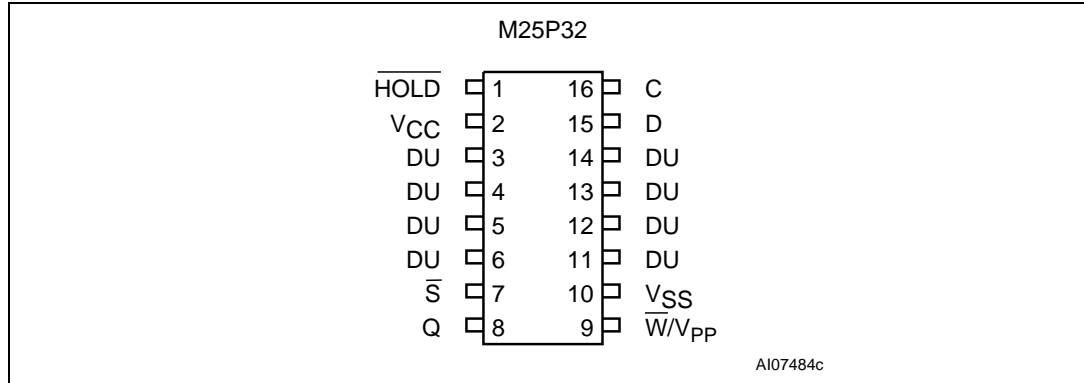 M25P32
HOLD 1 16 C
VCC 2 15 D
DU 3 14 DU
DU 4 13 DU
DU 5 12 DU
DU 6 11 DU
S̅ 7 10 VSS
Q 8 9 W̅/VPP
AI07484c